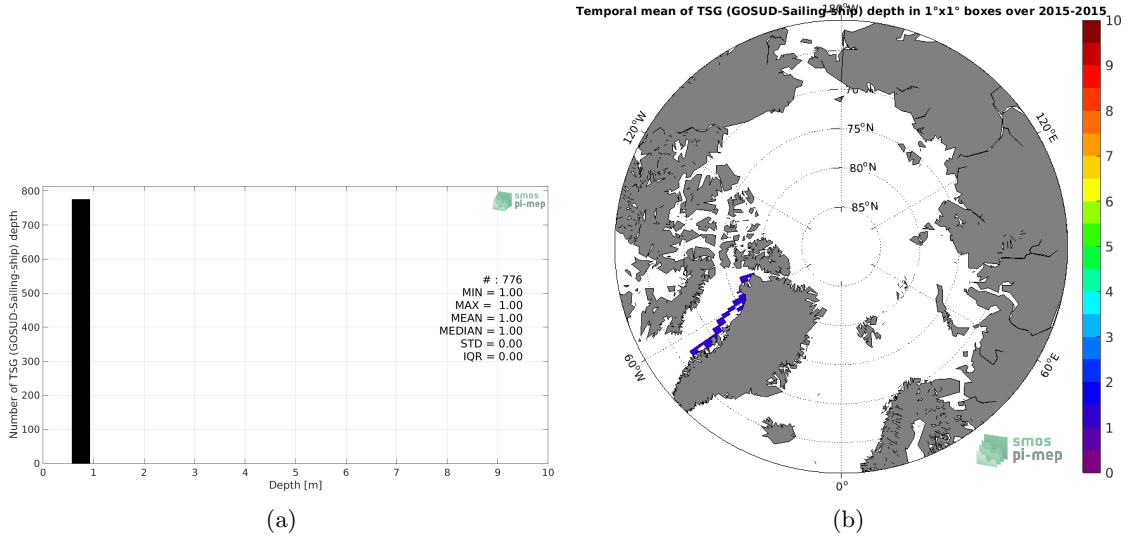 Temporal mean of TSG (GOSUD-Sailing-ship) depth in 1°x1° boxes over 2015-2015
180°W
120°W
120°E
70°N
75°N
80°N
85°N
60°W
60°E
0°
10
9
8
7
6
5
4
3
2
1
0
smos
pi-mep
Number of TSG (GOSUD-Sailing-ship) depth
800
700
600
500
400
300
200
100
0
smos
pi-mep
# : 776
MIN = 1.00
MAX = 1.00
MEAN = 1.00
MEDIAN = 1.00
STD = 0.00
IQR = 0.00
0 1 2 3 4 5 6 7 8 9 10
Depth [m]
(a)
(b)